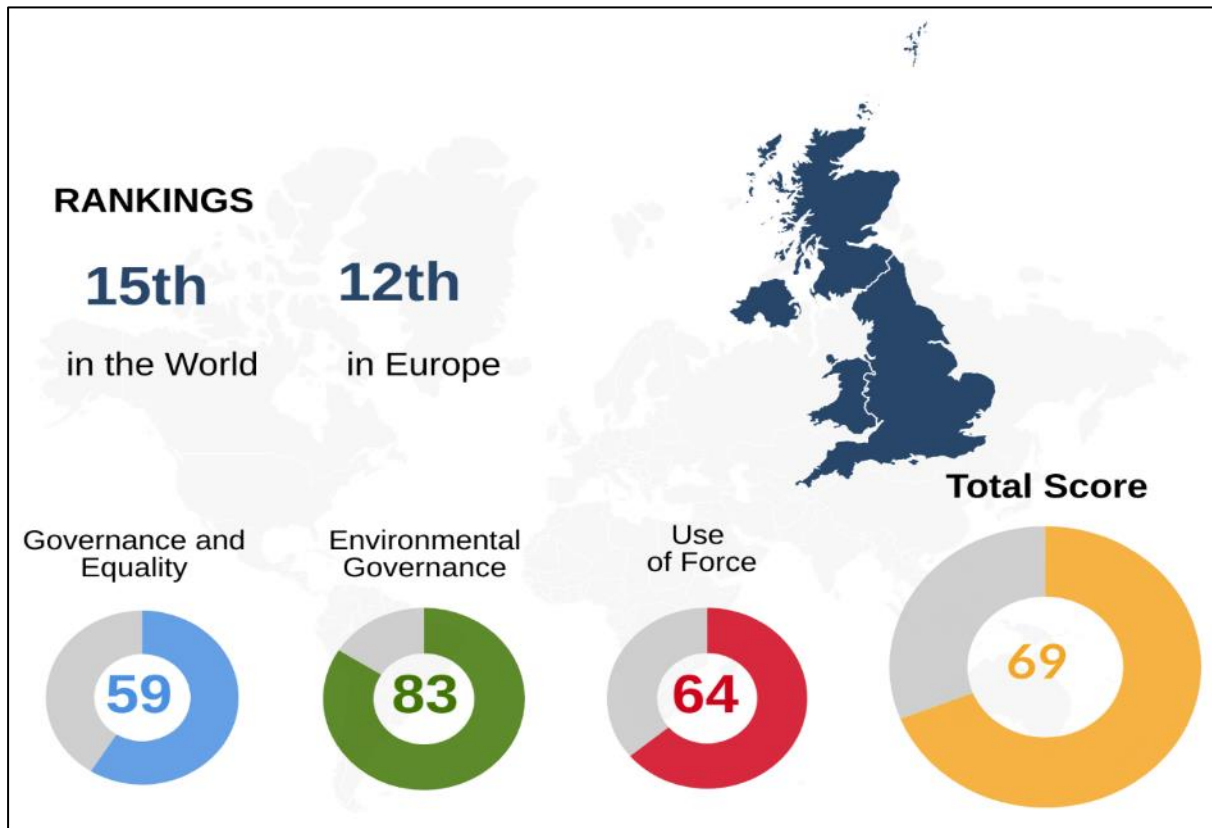 RANKINGS
15th
in the World
12th
in Europe
Total Score
69
Governance and
Equality
59
Environmental
Governance
83
Use
of Force
64